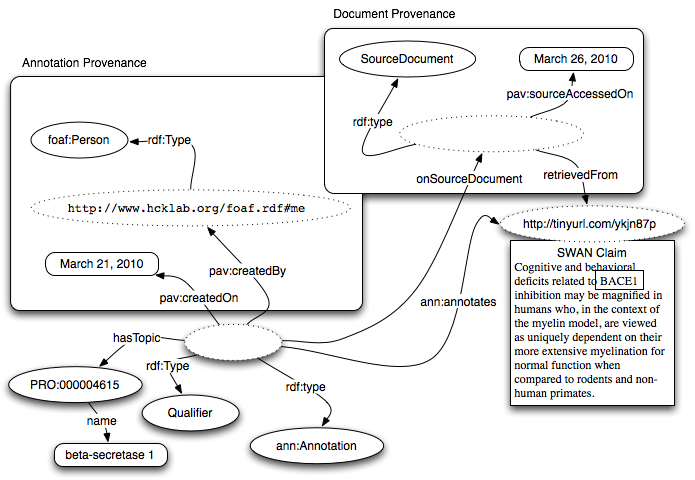 Document Provenance
Annotation Provenance
SourceDocument
March 26, 2010
pav:sourceAccessedOn
rdf:type
foaf:Person
rdf:Type
onSourceDocument
retrievedFrom
http://www.hcklab.org/foaf.rdf#me
http://tinyurl.com/ykjn87p
March 21, 2010
pav:createdBy
pav:createdOn
ann:annotates
SWAN Claim
Cognitive and behavioral
deficits related to BACE1
inhibition may be magnified in
humans who, in the context of
the myelin model, are viewed
as uniquely dependent on their
more extensive myelination for
normal function when
compared to rodents and non-
human primates.
hasTopic
rdf:Type
rdf:type
PRO:000004615
Qualifier
name
ann:Annotation
beta-secretase 1